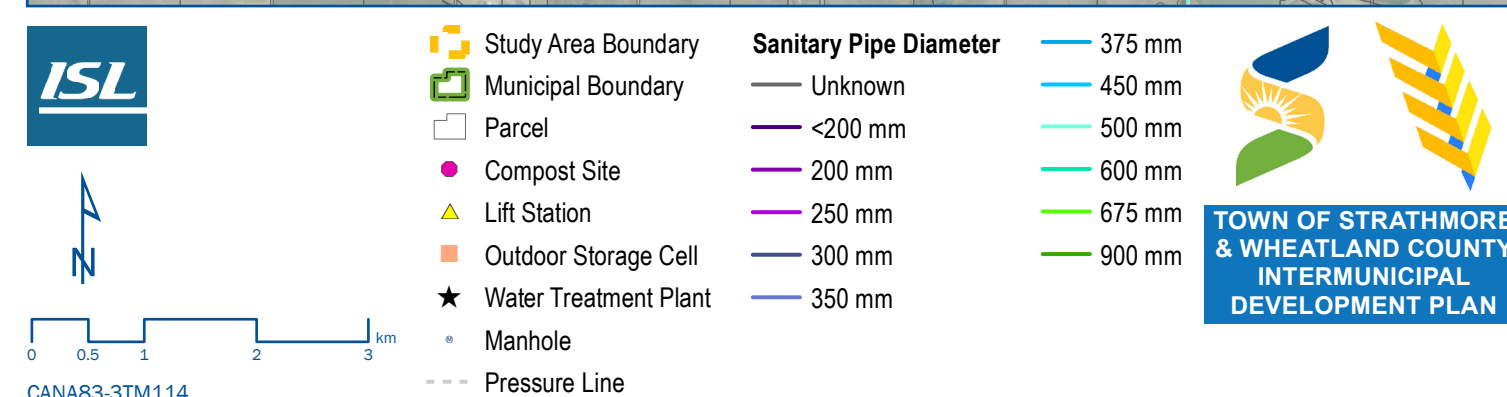 ISL
N
0 0.5 1 2 3 km
CANA83-3TM114
Study Area Boundary
Municipal Boundary
Parcel
Compost Site
Lift Station
Outdoor Storage Cell
Water Treatment Plant
M
Manhole
Pressure Line
Sanitary Pipe Diameter
Unknown
<200 mm
200 mm
250 mm
300 mm
350 mm
375 mm
450 mm
500 mm
600 mm
675 mm
900 mm
TOWN OF STRATHMORE
& WHEATLAND COUNTY
INTERMUNICIPAL
DEVELOPMENT PLAN